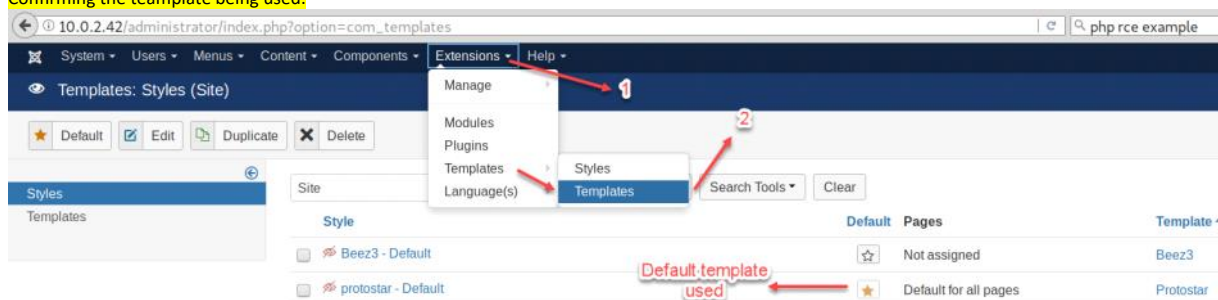 Confirming the teamplate being used:
10.0.2.42/administrator/index.php?option=com_templates
php rce example
System Users Menus Content Components Extensions Help
Templates: Styles (Site)
Manage
1
Default Edit Duplicate Delete
Modules
2
Plugins
Templates
Styles
Language(s)
Templates
Styles
Templates
Site
Search Tools
Clear
Style Default Pages Template
Beez3 - Default Not assigned Beez3
Default template
used
protostar - Default Default for all pages Protostar